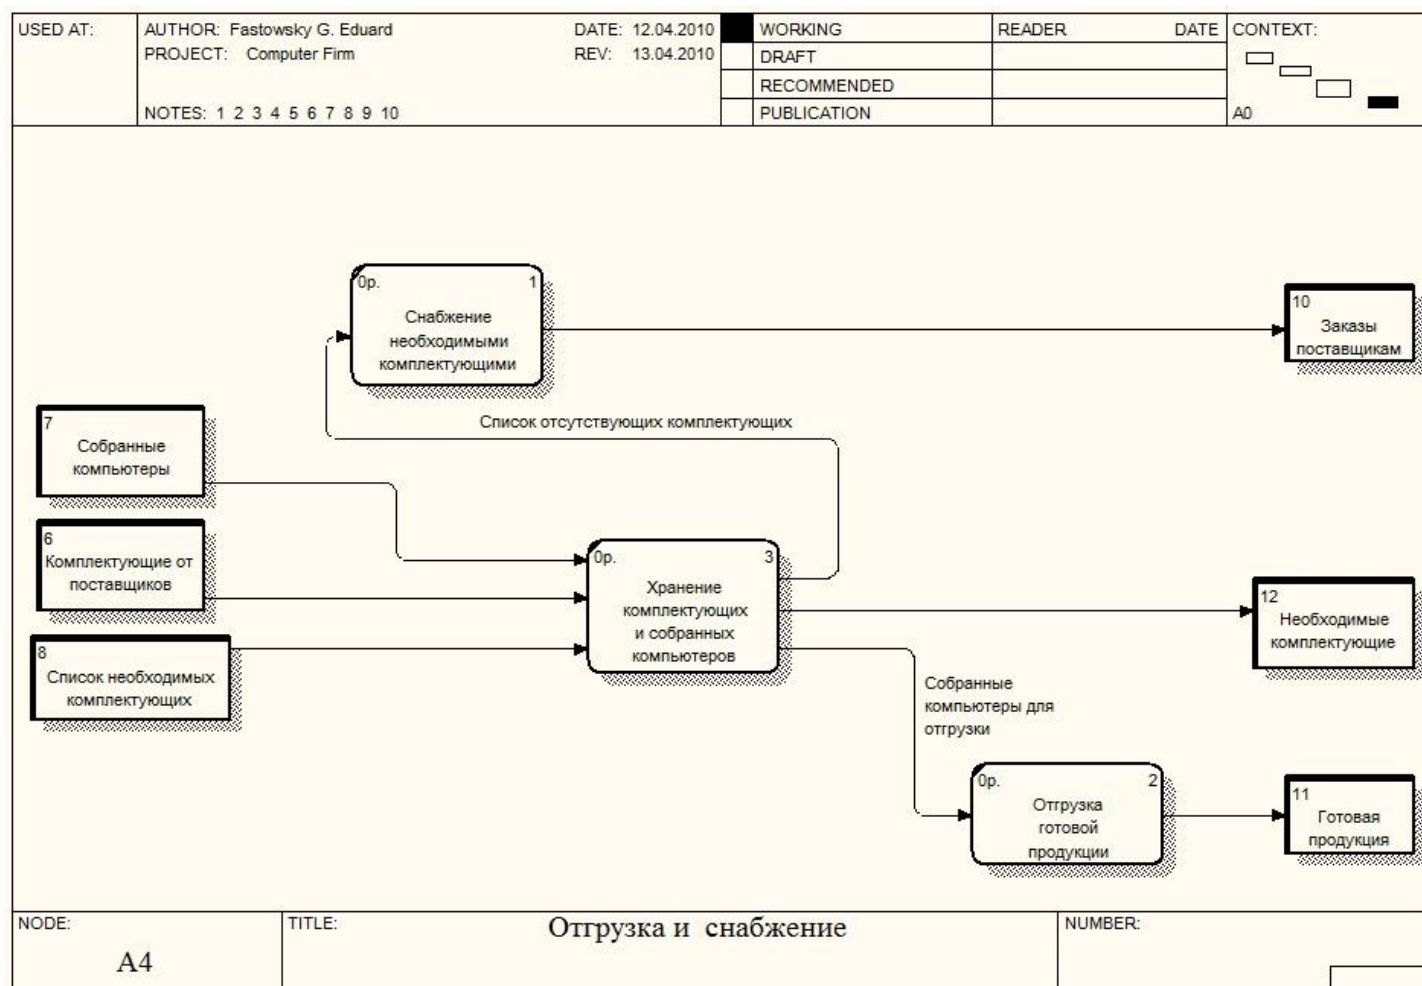 USED AT:
AUTHOR: Fastowsky G. Eduard
DATE: 12.04.2010
PROJECT: Computer Firm
REV: 13.04.2010
NOTES: 1 2 3 4 5 6 7 8 9 10
WORKING
DRAFT
RECOMMENDED
PUBLICATION
READER DATE
CONTEXT:
A0
0р. 1
Снабжение
необходимыми
комплектующими
10
Заказы
поставщикам
Список отсутствующих комплектующих
7
Собранные
компьютеры
6
Комплектующие от
поставщиков
8
Список необходимых
комплектующих
0р. 3
Хранение
комплектующих
и собранных
компьютеров
12
Необходимые
комплектующие
Собранные
компьютеры для
отгрузки
0р. 2
Отгрузка
готовой
продукции
11
Готовая
продукция
NODE:
A4
TITLE:
Отгрузка и снабжение
NUMBER: